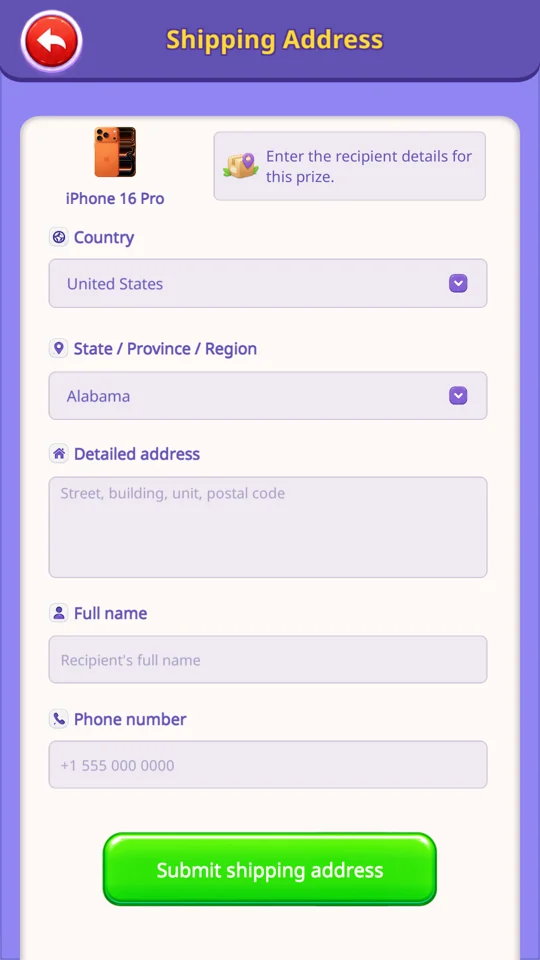 Shipping Address
iPhone 16 Pro
Enter the recipient details for
this prize.
Country
United States
State / Province / Region
Alabama
Detailed address
Street, building, unit, postal code
Full name
Recipient's full name
Phone number
+1 555 000 0000
Submit shipping address